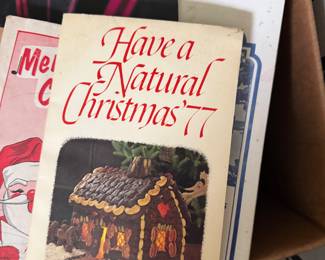 Have a
Natural
Christmas '77